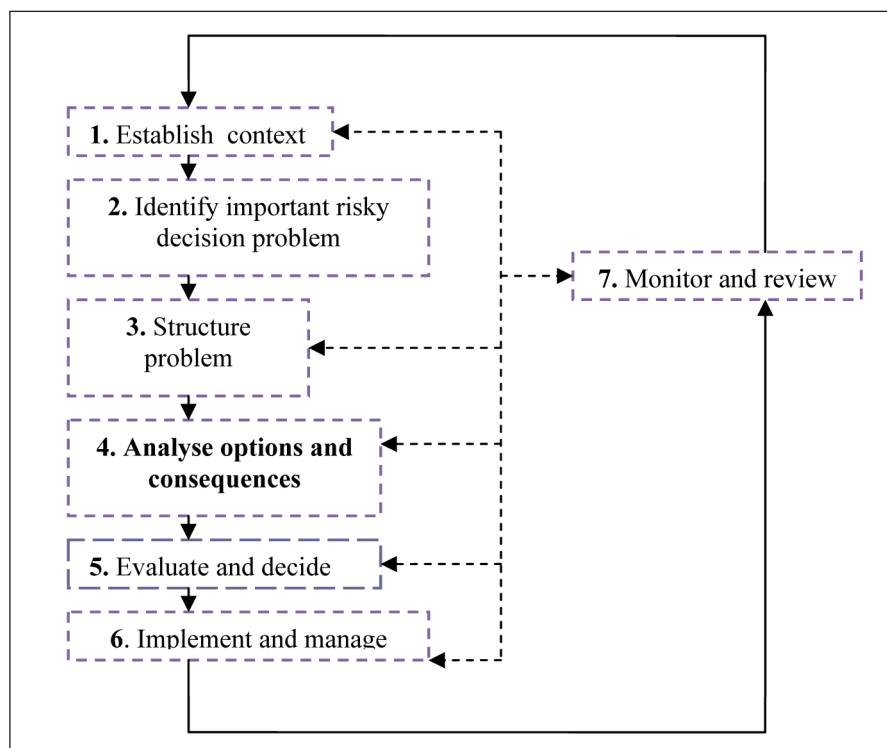 1. Establish context
2. Identify important risky
decision problem
7. Monitor and review
3. Structure
problem
4. Analyse options and
consequences
5. Evaluate and decide
6. Implement and manage